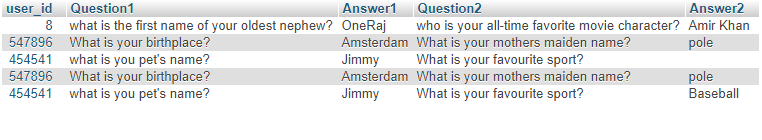 user_id Question1 Answer1 Question2 Answer2
8 what is the first name of your oldest nephew? OneRaj who is your all-time favorite movie character? Amir Khan
547896 What is your birthplace? Amsterdam What is your mothers maiden name? pole
454541 what is you pet's name? Jimmy What is your favourite sport?
547896 What is your birthplace? Amsterdam What is your mothers maiden name? pole
454541 what is you pet's name? Jimmy What is your favourite sport? Baseball